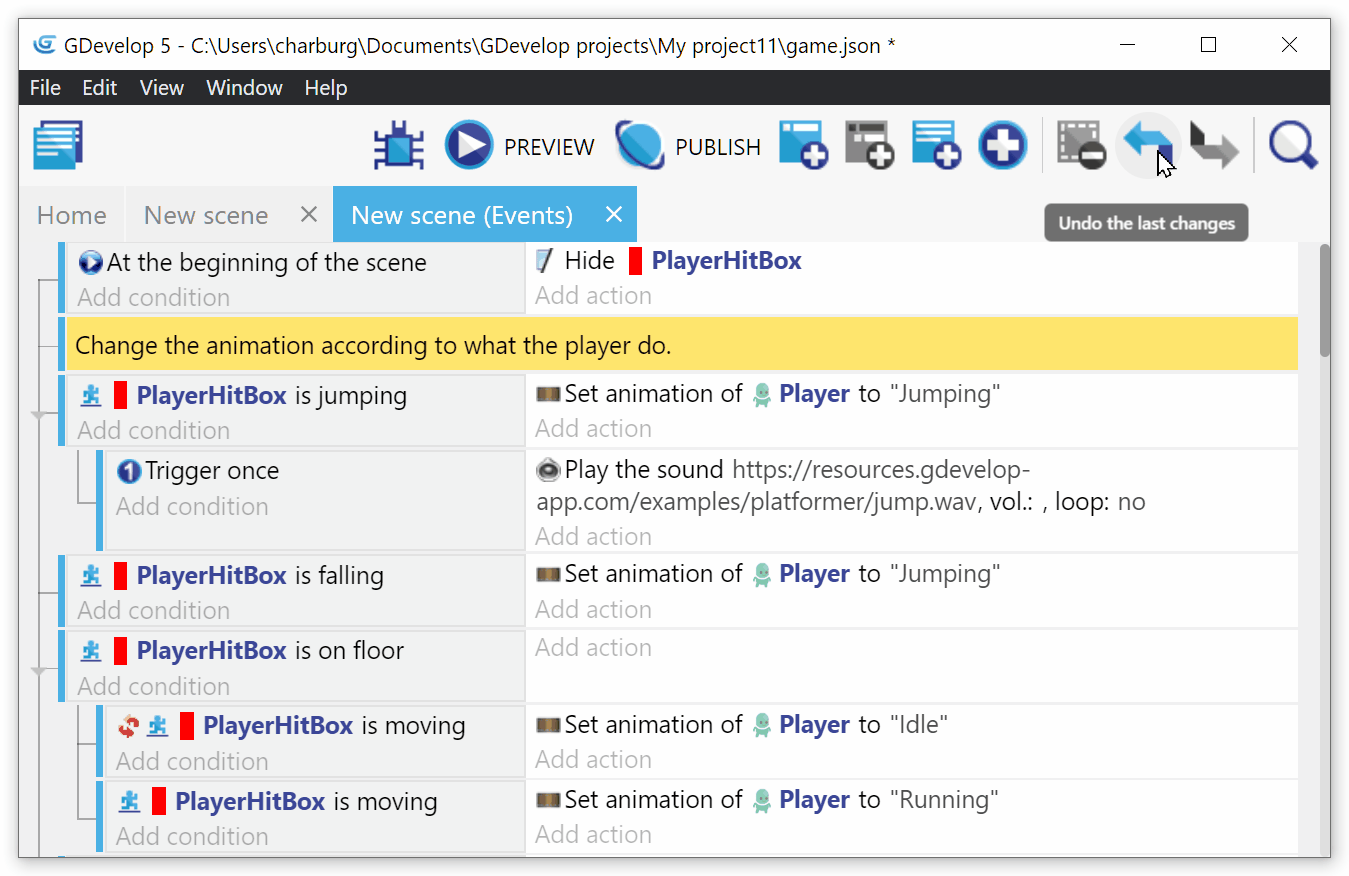 GDevelop 5 - C:\Users\charburg\Documents\GDevelop projects\My project11\game.json *
File Edit View Window Help
PREVIEW PUBLISH
Home New scene New scene (Events)
Undo the last changes
At the beginning of the scene
Add condition
Hide PlayerHitBox
Add action
Change the animation according to what the player do.
PlayerHitBox is jumping
Add condition
Set animation of Player to "Jumping"
Add action
1 Trigger once
Add condition
Play the sound https://resources.gdevelop-
app.com/examples/platformer/jump.wav, vol.: , loop: no
Add action
PlayerHitBox is falling
Add condition
Set animation of Player to "Jumping"
Add action
PlayerHitBox is on floor
Add condition
Add action
PlayerHitBox is moving
Add condition
Set animation of Player to "Idle"
Add action
PlayerHitBox is moving
Add condition
Set animation of Player to "Running"
Add action